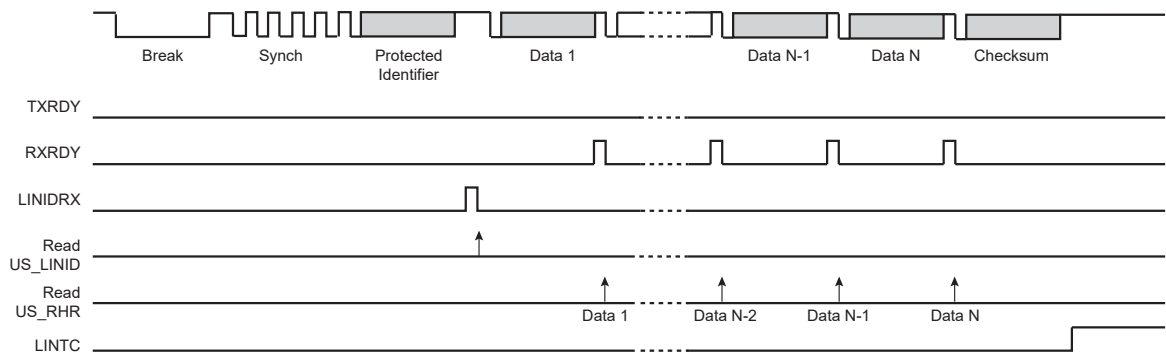 Break Synch Protected Data 1 Data N-1 Data N Checksum
Identifier
TXRDY
RXRDY
LINIDRX
Read
US_LINID
Read
US_RHR
Data 1 Data N-2 Data N-1 Data N
LINTC